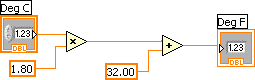 Deg C
Deg F
1.23
DBL
1.23
DBL
1.80
32.00